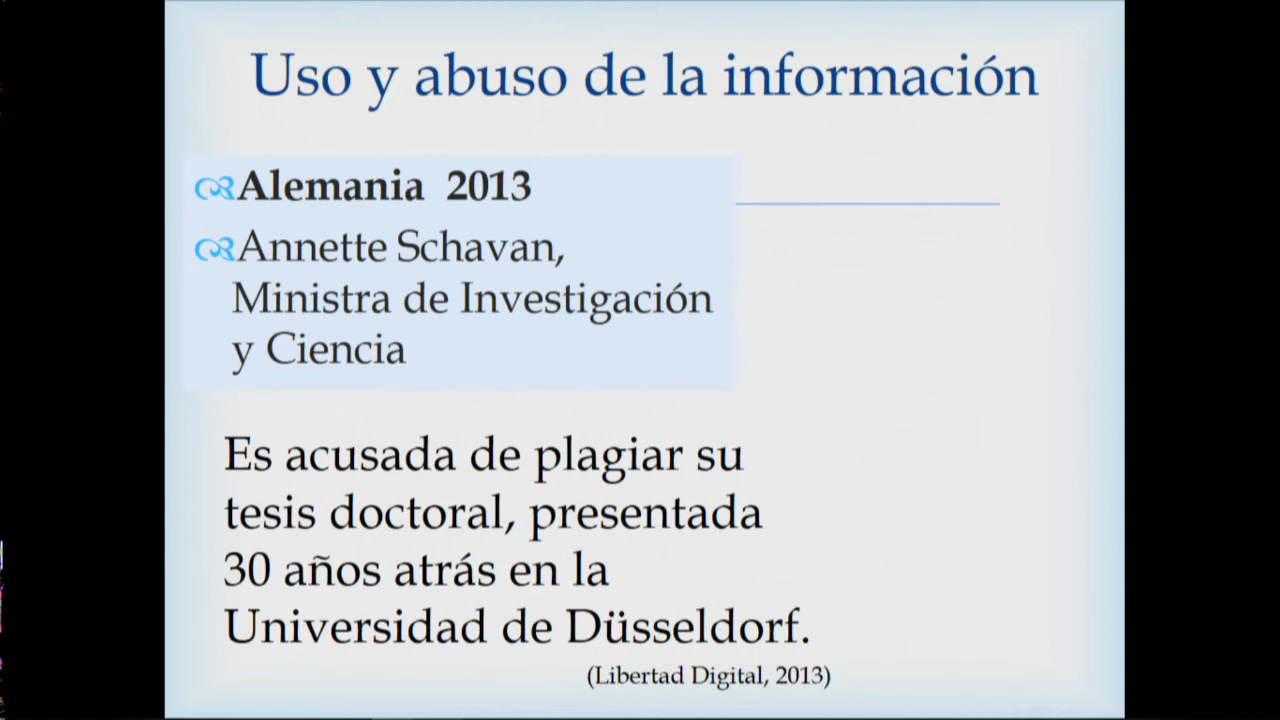 Uso y abuso de la información
Alemania 2013
Annette Schavan,
Ministra de Investigación
y Ciencia
Es acusada de plagiar su
tesis doctoral, presentada
30 años atrás en la
Universidad de Düsseldorf.
(Libertad Digital, 2013)